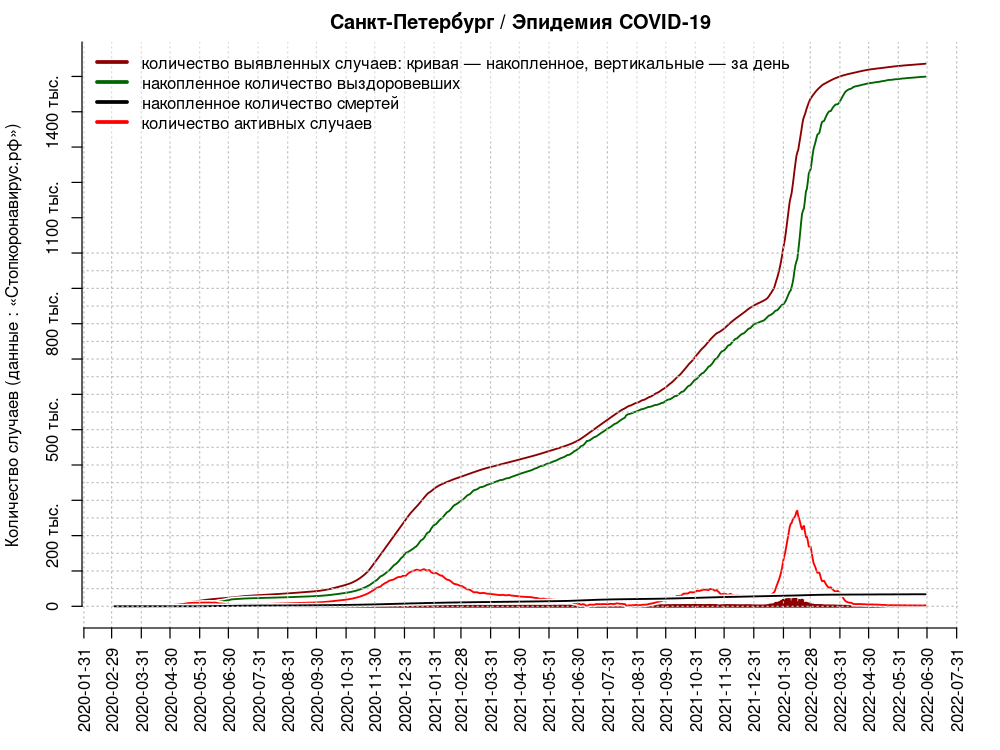 Санкт-Петербург / Эпидемия COVID-19
количество выявленных случаев: кривая — накопленное, вертикальные — за день
накопленное количество выздоровевших
накопленное количество смертей
количество активных случаев
Количество случаев (данные : «Стопкоронавирус.рф»)
1400 тыс.
1100 тыс.
800 тыс.
500 тыс.
200 тыс.
0
2020-01-31
2020-02-29
2020-03-31
2020-04-30
2020-05-31
2020-06-30
2020-07-31
2020-08-31
2020-09-30
2020-10-31
2020-11-30
2020-12-31
2021-01-31
2021-02-28
2021-03-31
2021-04-30
2021-05-31
2021-06-30
2021-07-31
2021-08-31
2021-09-30
2021-10-31
2021-11-30
2021-12-31
2022-01-31
2022-02-28
2022-03-31
2022-04-30
2022-05-31
2022-06-30
2022-07-31